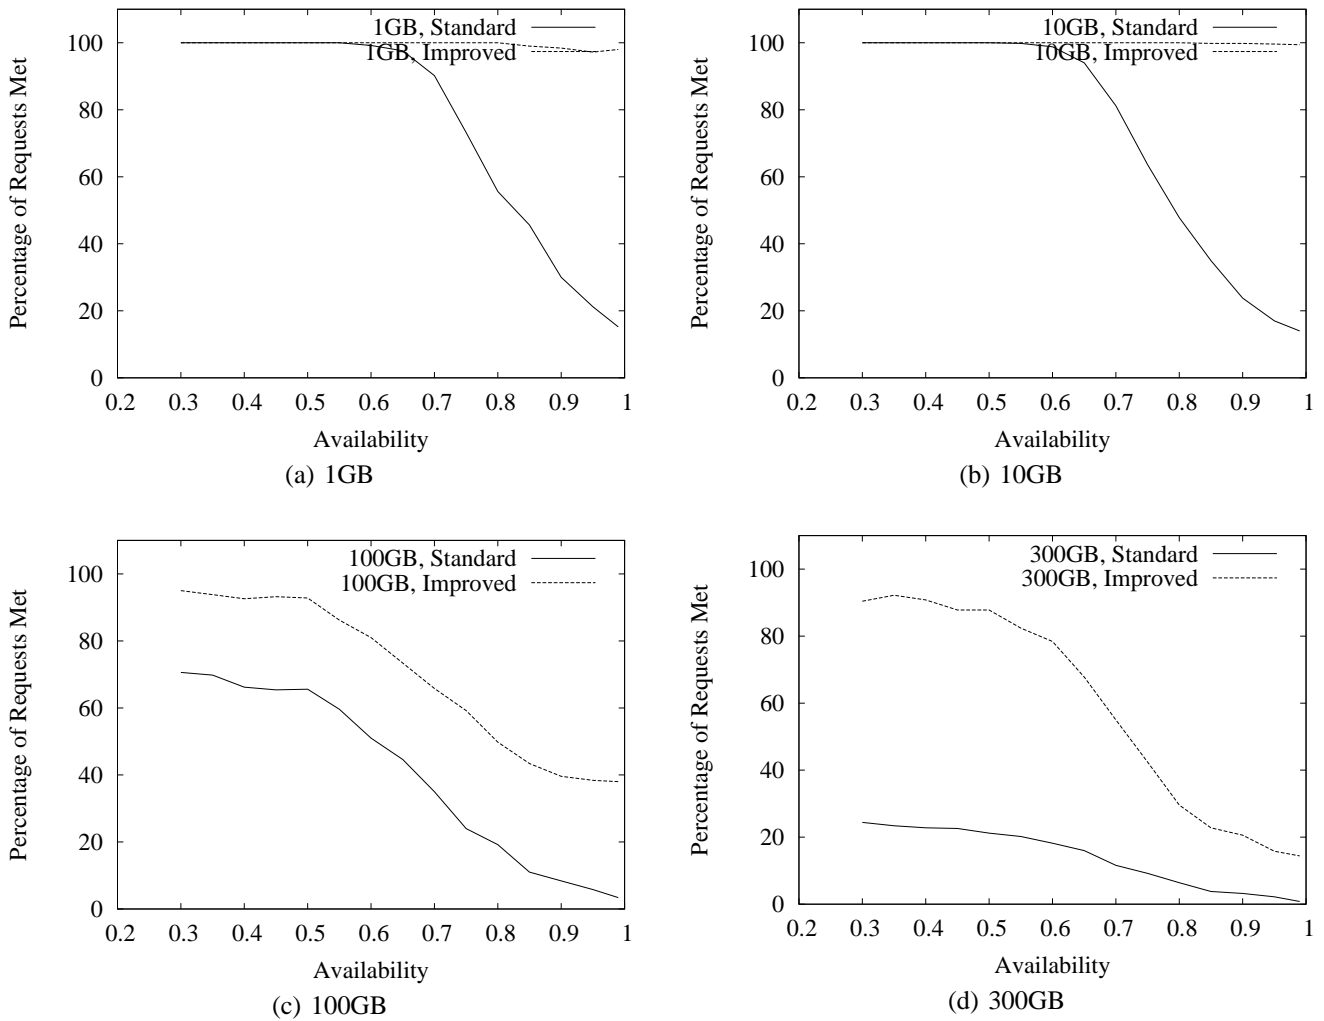 1GB, Standard
1GB, Improved
Percentage of Requests Met
100
80
60
40
20
0
0.2 0.3 0.4 0.5 0.6 0.7 0.8 0.9 1
Availability
(a) 1GB
10GB, Standard
10GB, Improved
Percentage of Requests Met
100
80
60
40
20
0
0.2 0.3 0.4 0.5 0.6 0.7 0.8 0.9 1
Availability
(b) 10GB
100GB, Standard
100GB, Improved
Percentage of Requests Met
100
80
60
40
20
0
0.2 0.3 0.4 0.5 0.6 0.7 0.8 0.9 1
Availability
(c) 100GB
300GB, Standard
300GB, Improved
Percentage of Requests Met
100
80
60
40
20
0
0.2 0.3 0.4 0.5 0.6 0.7 0.8 0.9 1
Availability
(d) 300GB